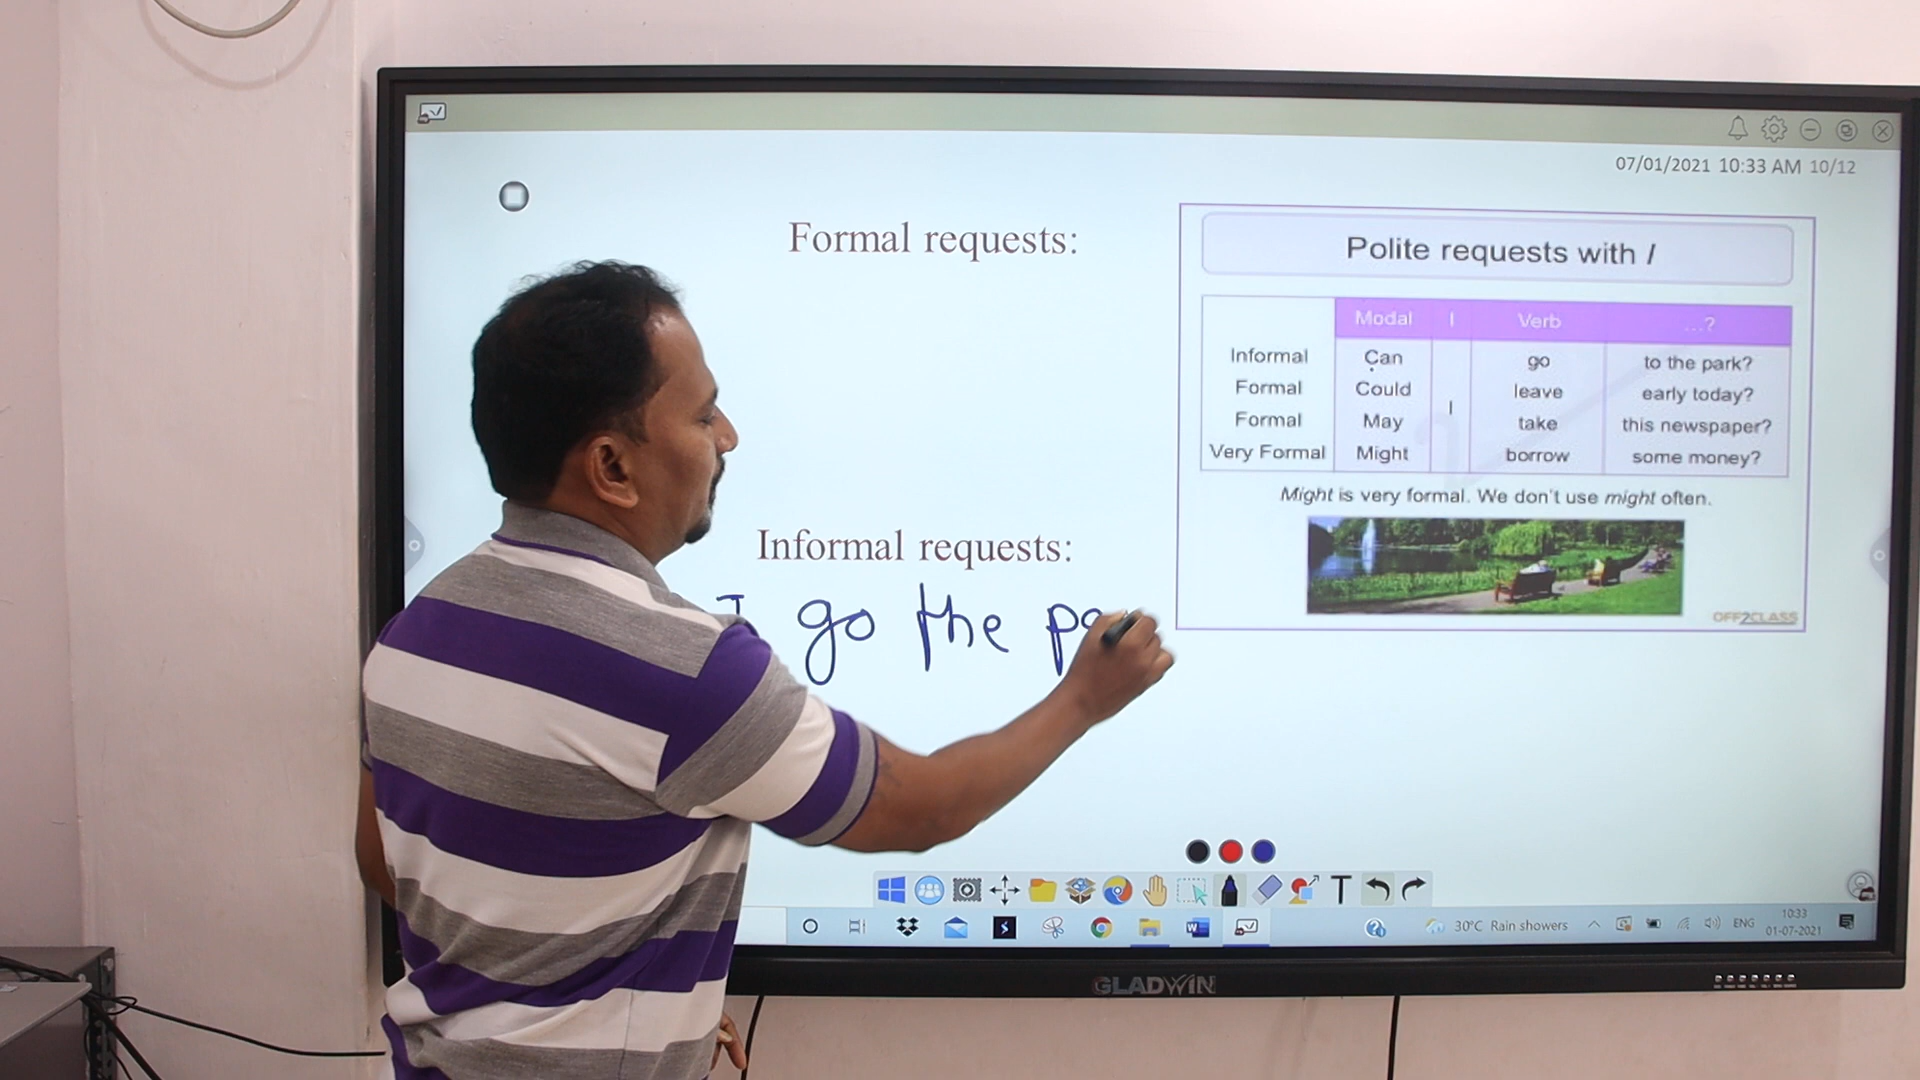 07/01/2021 10:33 AM 10/12
Formal requests:
Polite requests with I
Modal I Verb ...?
Informal Can go to the park?
Formal Could I leave early today?
Formal May take this newspaper?
Very Formal Might borrow some money?
Might is very formal. We don't use might often.
OFF2CLASS
Informal requests:
I go the
T
30°C Rain showers
ENG
10:33
01-07-2021
GLADWIN